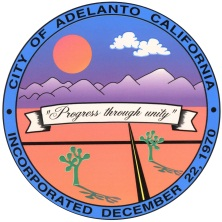 CITY OF ADELANTO CALIFORNIA
"Progress through unity"
INCORPORATED DECEMBER 22, 1970